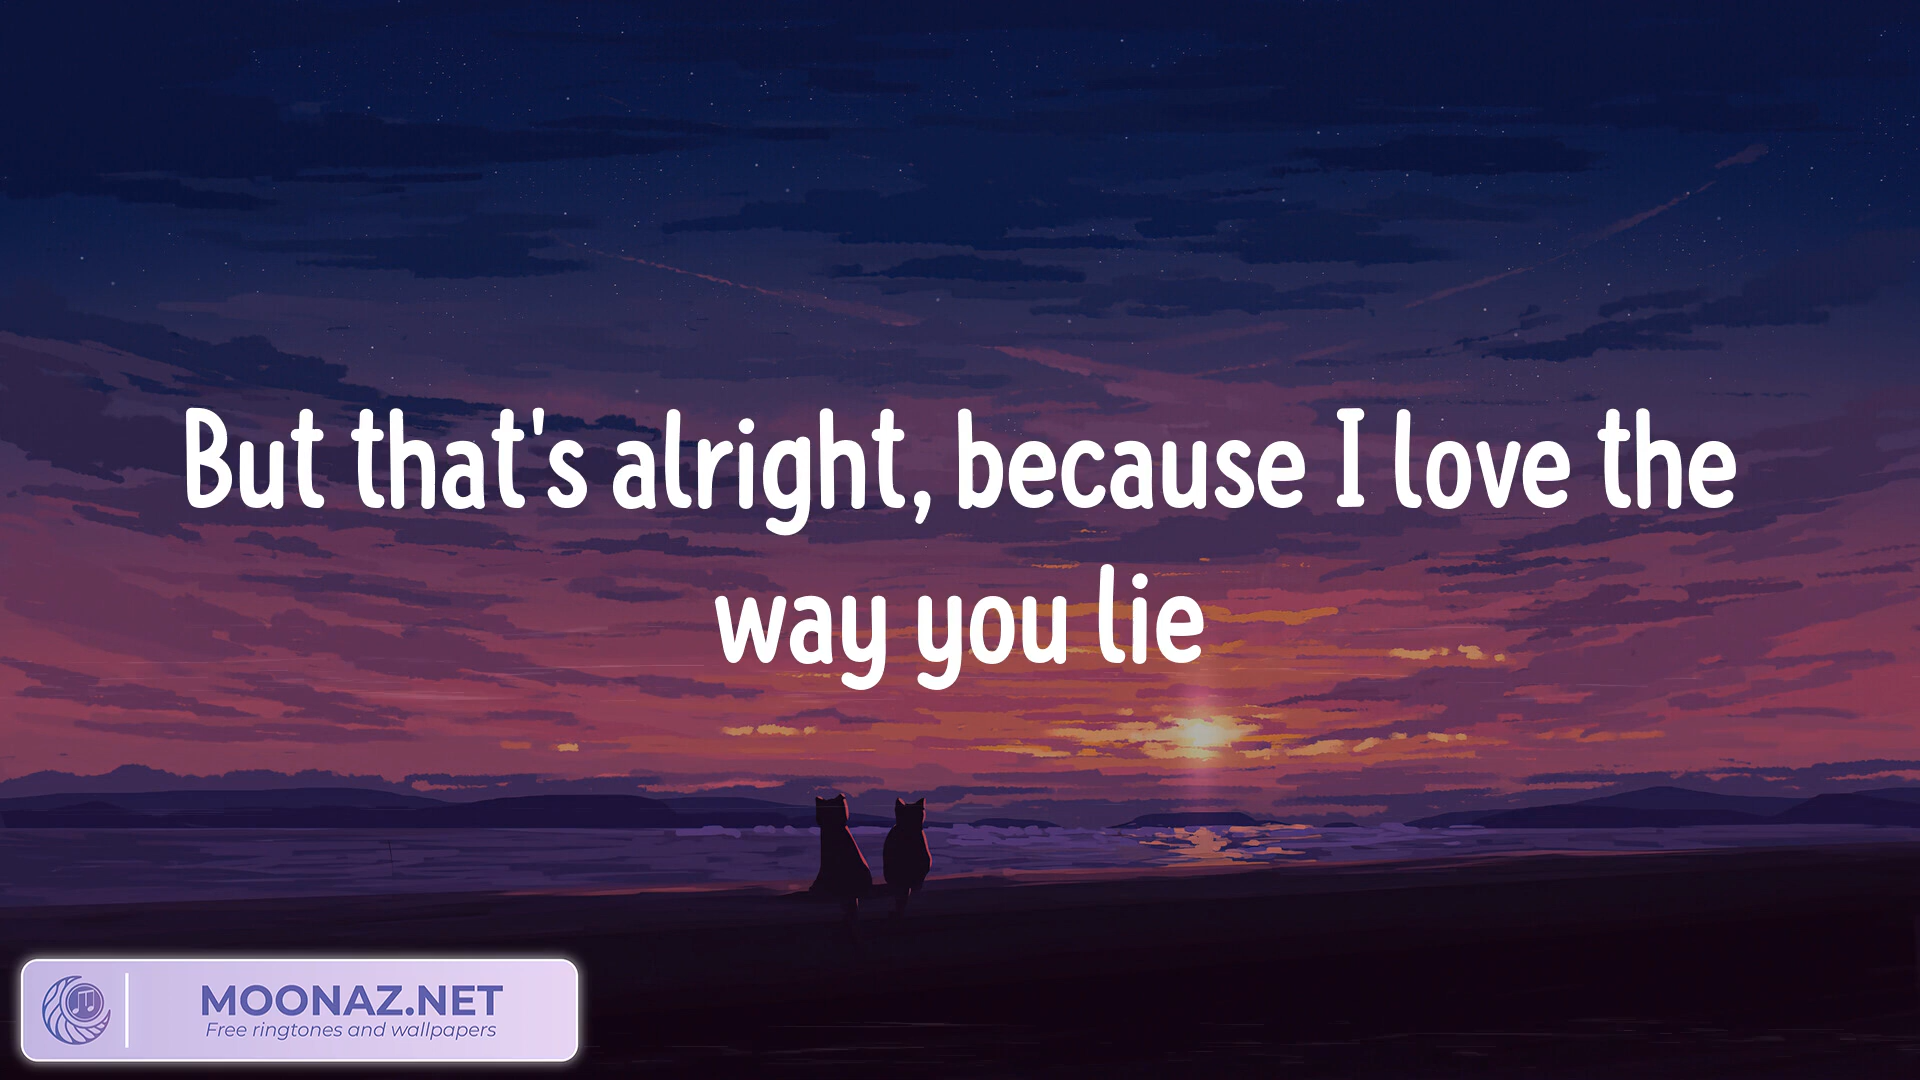 But that's alright, because I love the
way you lie
MOONAZ.NET
Free ringtones and wallpapers